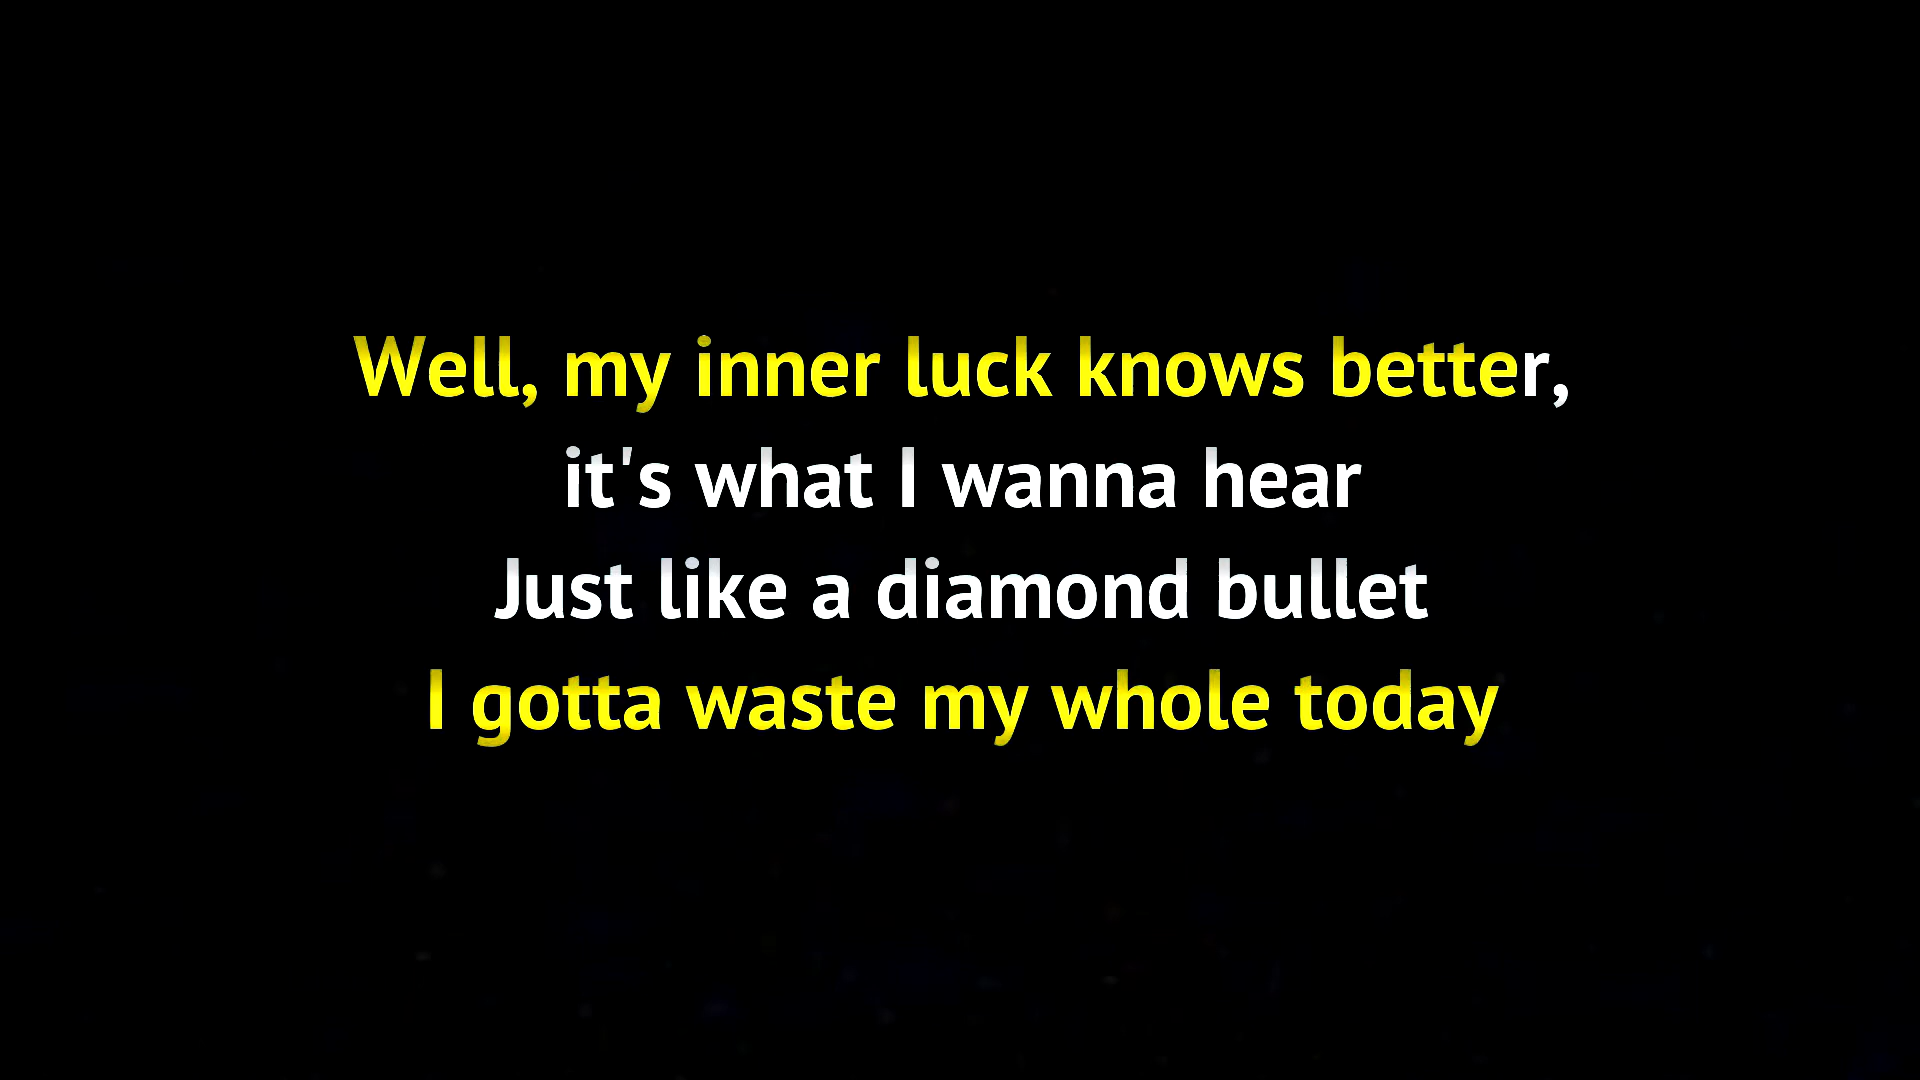 Well, my inner luck knows better,
it's what I wanna hear
Just like a diamond bullet
I gotta waste my whole today